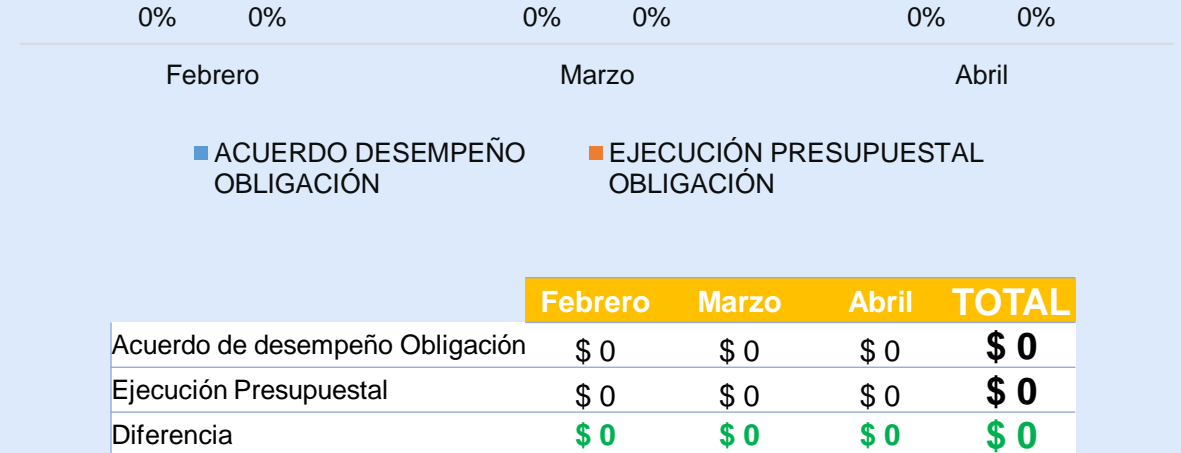 0% 0% 0% 0% 0% 0%
Febrero Marzo Abril
ACUERDO DESEMPEÑO EJECUCIÓN PRESUPUESTAL
OBLIGACIÓN OBLIGACIÓN
Febrero Marzo Abril TOTAL
Acuerdo de desempeño Obligación $ 0 $ 0 $ 0 $ 0
Ejecución Presupuestal $ 0 $ 0 $ 0 $ 0
Diferencia $ 0 $ 0 $ 0 $ 0